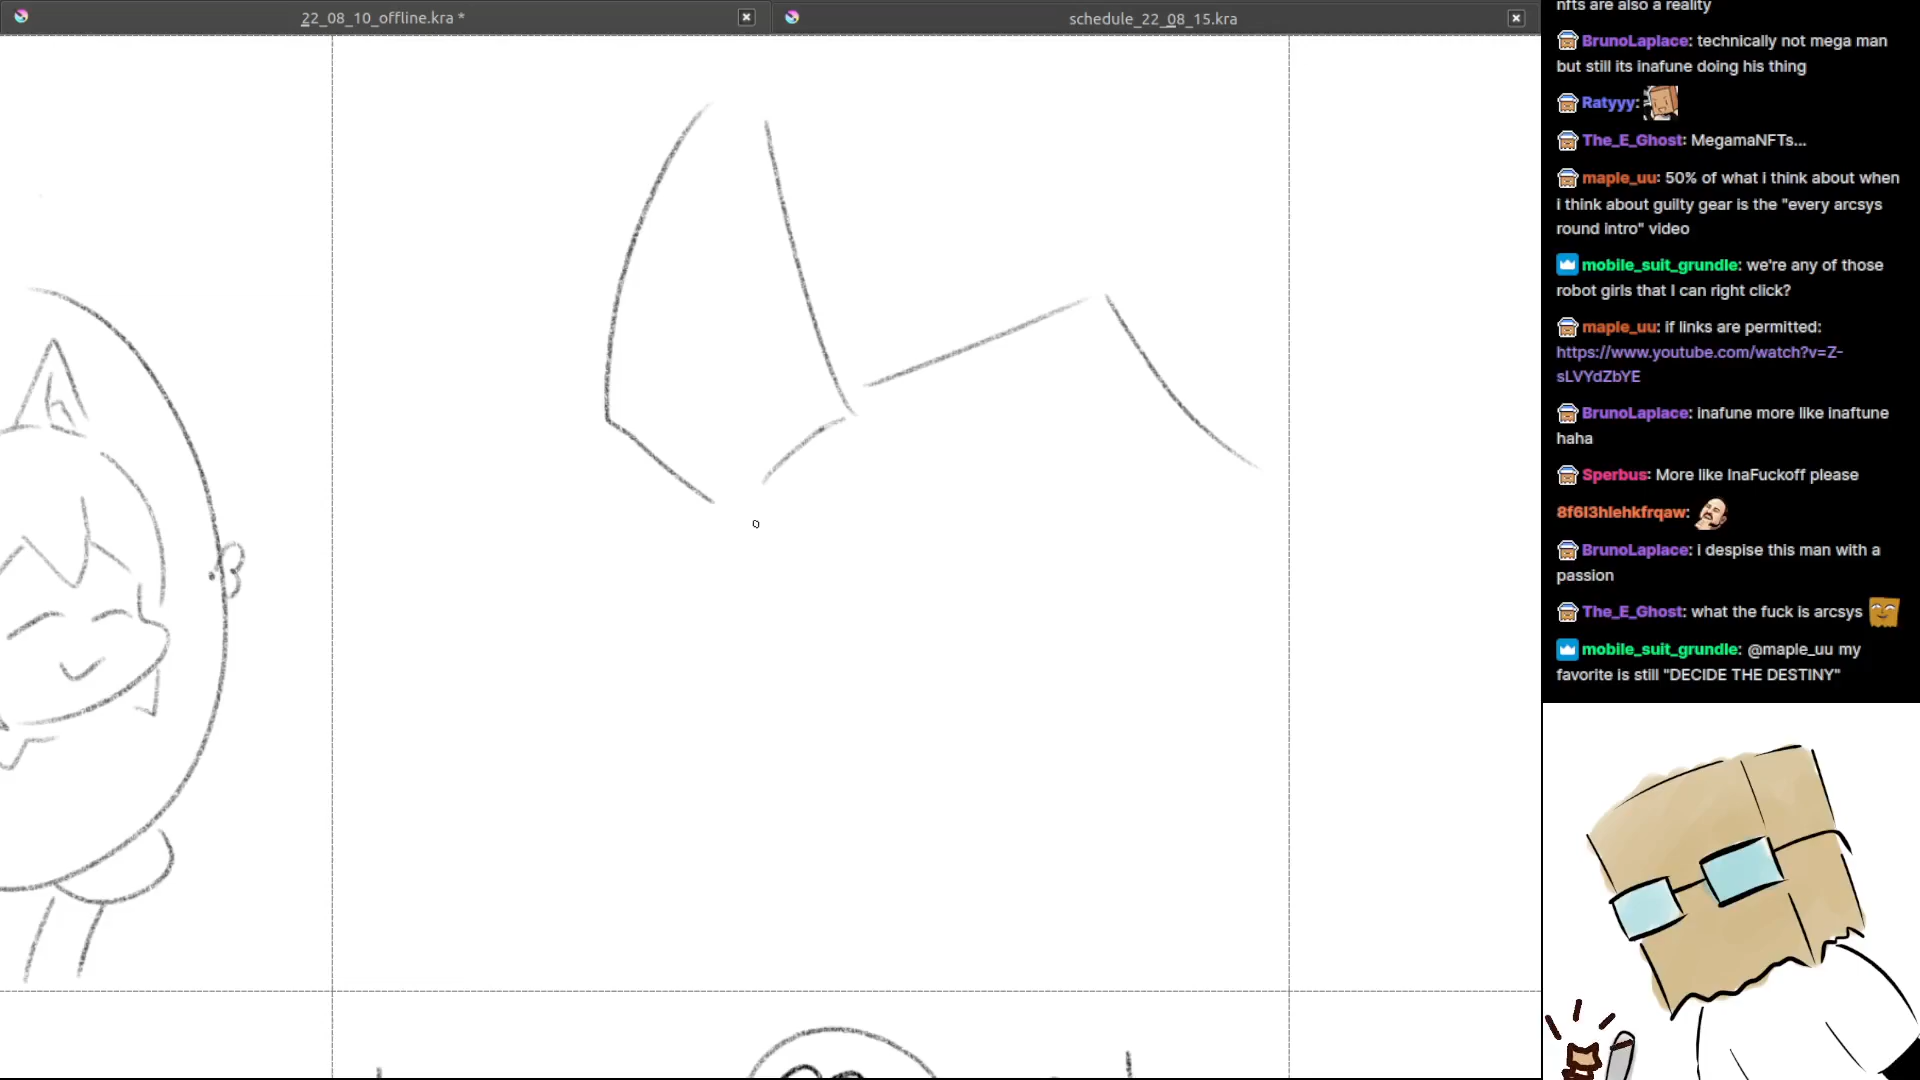 22_08_10_offline.kra *
schedule_22_08_15.kra
nfts are also a reality
BrunoLaplace: technically not mega man
but still its inafune doing his thing
Ratyyy:
The_E_Ghost: MegamaNFTs...
maple_uu: 50% of what i think about when
i think about guilty gear is the "every arcsys
round intro" video
mobile_suit_grundle: we're any of those
robot girls that I can right click?
maple_uu: if links are permitted:
https://www.youtube.com/watch?v=Z-
sLVYdZbYE
BrunoLaplace: inafune more like inaftune
haha
Sperbus: More like InaFuckoff please
8f6l3hlehkfrqaw:
BrunoLaplace: i despise this man with a
passion
The_E_Ghost: what the fuck is arcsys
mobile_suit_grundle: @maple_uu my
favorite is still "DECIDE THE DESTINY"